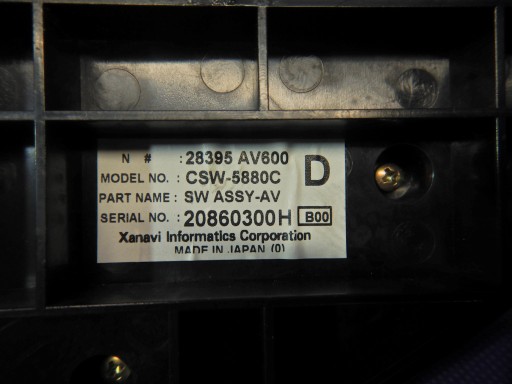 N # : 28395 AV600 D
MODEL NO. : CSW-5880C
PART NAME : SW ASSY-AV
SERIAL NO. : 20860300H B00
Xanavi Informatics Corporation
MADE IN JAPAN (0)